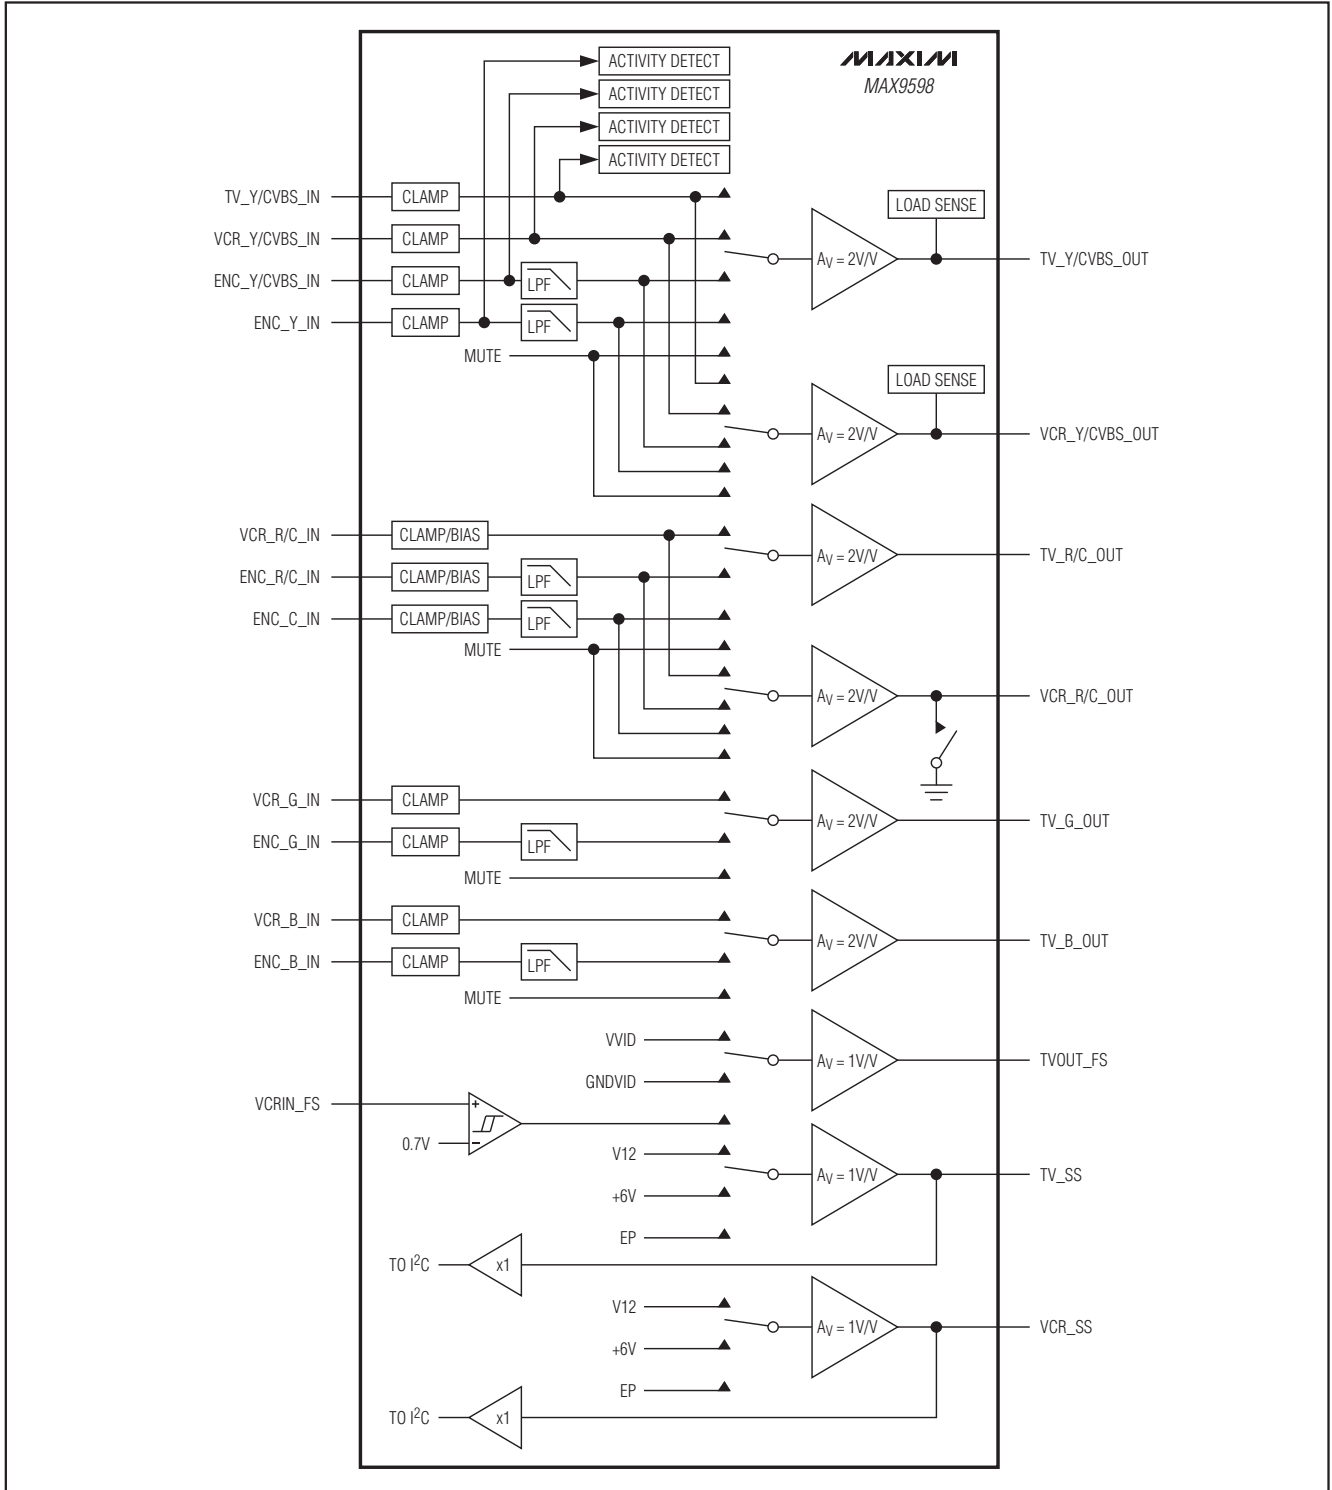 MAXIM
MAX9598
ACTIVITY DETECT
ACTIVITY DETECT
ACTIVITY DETECT
ACTIVITY DETECT
TV_Y/CVBS_IN
CLAMP
LOAD SENSE
VCR_Y/CVBS_IN
CLAMP
AV = 2V/V
TV_Y/CVBS_OUT
ENC_Y/CVBS_IN
CLAMP
LPF
ENC_Y_IN
CLAMP
LPF
MUTE
LOAD SENSE
AV = 2V/V
VCR_Y/CVBS_OUT
VCR_R/C_IN
CLAMP/BIAS
AV = 2V/V
TV_R/C_OUT
ENC_R/C_IN
CLAMP/BIAS
LPF
ENC_C_IN
CLAMP/BIAS
LPF
MUTE
AV = 2V/V
VCR_R/C_OUT
VCR_G_IN
CLAMP
AV = 2V/V
TV_G_OUT
ENC_G_IN
CLAMP
LPF
MUTE
VCR_B_IN
CLAMP
AV = 2V/V
TV_B_OUT
ENC_B_IN
CLAMP
LPF
MUTE
VVID
AV = 1V/V
TVOUT_FS
GNDVID
VCRIN_FS
+
0.7V
−
V12
AV = 1V/V
TV_SS
+6V
EP
TO I2C
x1
V12
AV = 1V/V
VCR_SS
+6V
EP
TO I2C
x1